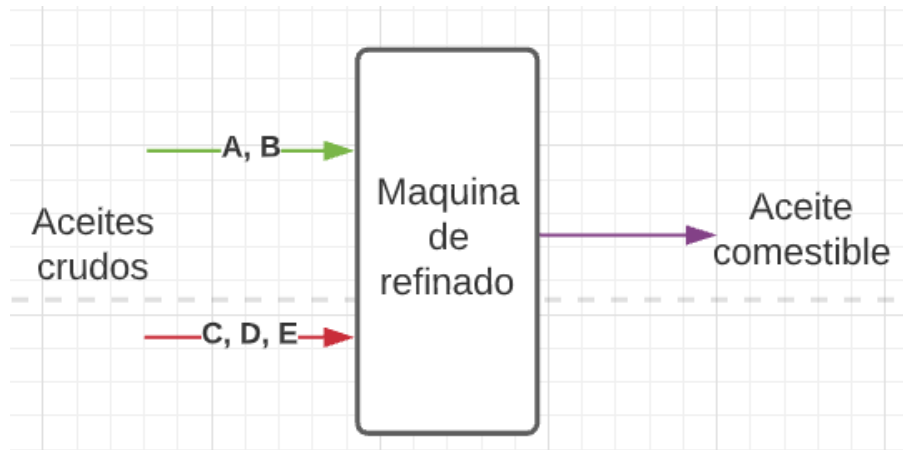 A, B
Aceites
crudos
C, D, E
Maquina
de
refinado
Aceite
comestible